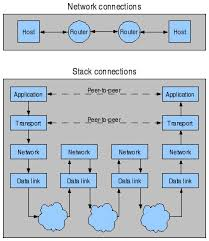 Network connections
Host Router Router Host
Stack connections
Application Peer-to-peer Application
Transport Peer-to-peer Transport
Network Network Network Network
Data link Data link Data link Data link